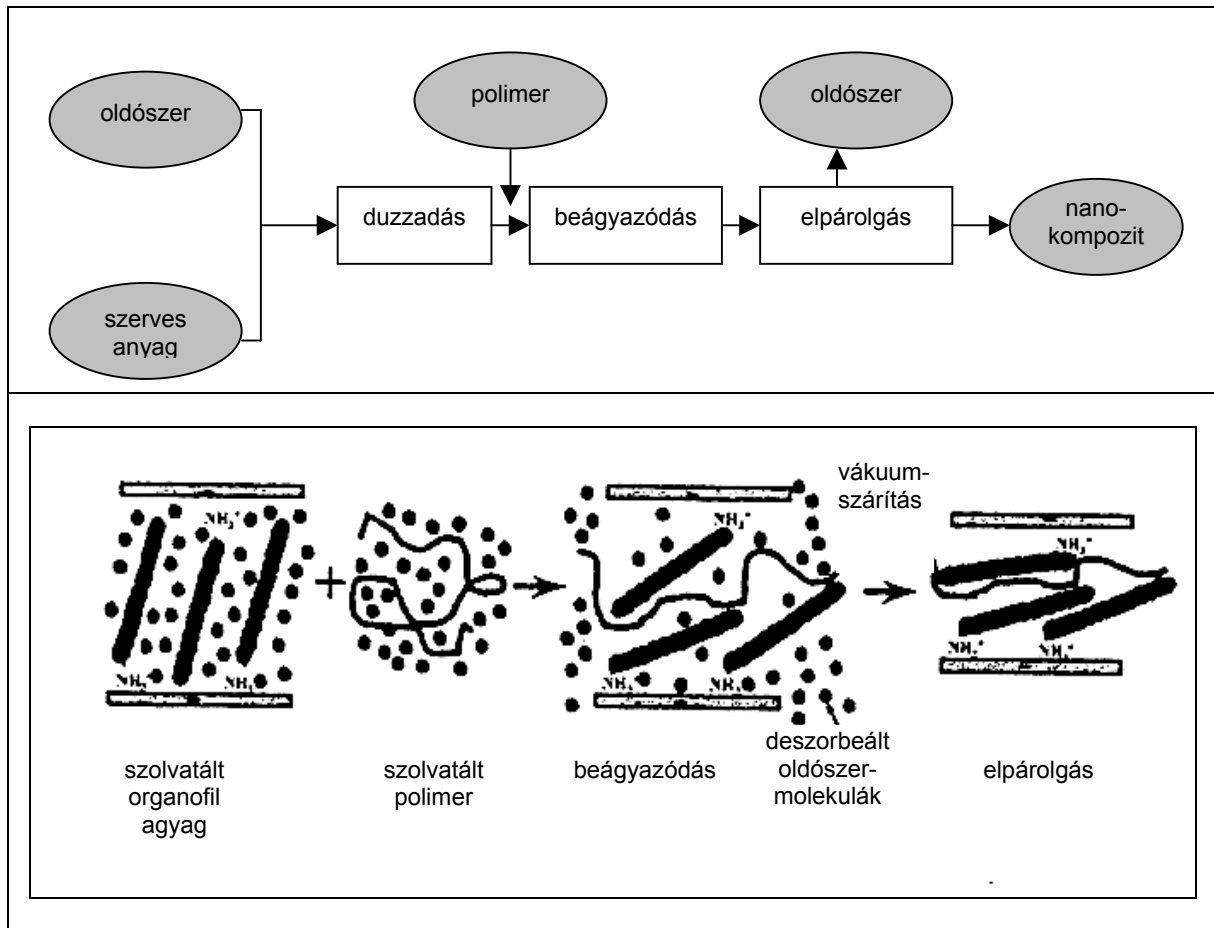 oldószer
polimer
oldószer
duzzadás
beágyazódás
elpárolgás
nano-
kompozit
szerves
anyag
vákuum-
szárítás
NH₃⁺
szolvatált
organofil
agyag
szolvatált
polimer
beágyazódás
deszorbeált
oldószer-
molekulák
elpárolgás